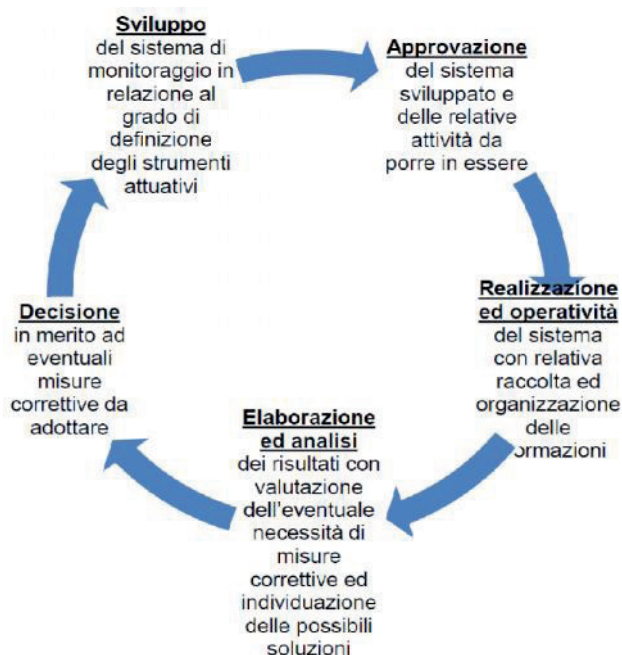 Sviluppo
del sistema di
monitoraggio in
relazione al
grado di
definizione
degli strumenti
attuativi
Approvazione
del sistema
sviluppato e
delle relative
attività da
porre in essere
Realizzazione
ed operatività
del sistema
con relativa
raccolta ed
organizzazione
delle
ormazioni
Elaborazione
ed analisi
dei risultati con
valutazione
dell'eventuale
necessità di
misure
correttive ed
individuazione
delle possibili
soluzioni
Decisione
in merito ad
eventuali
misure
correttive da
adottare